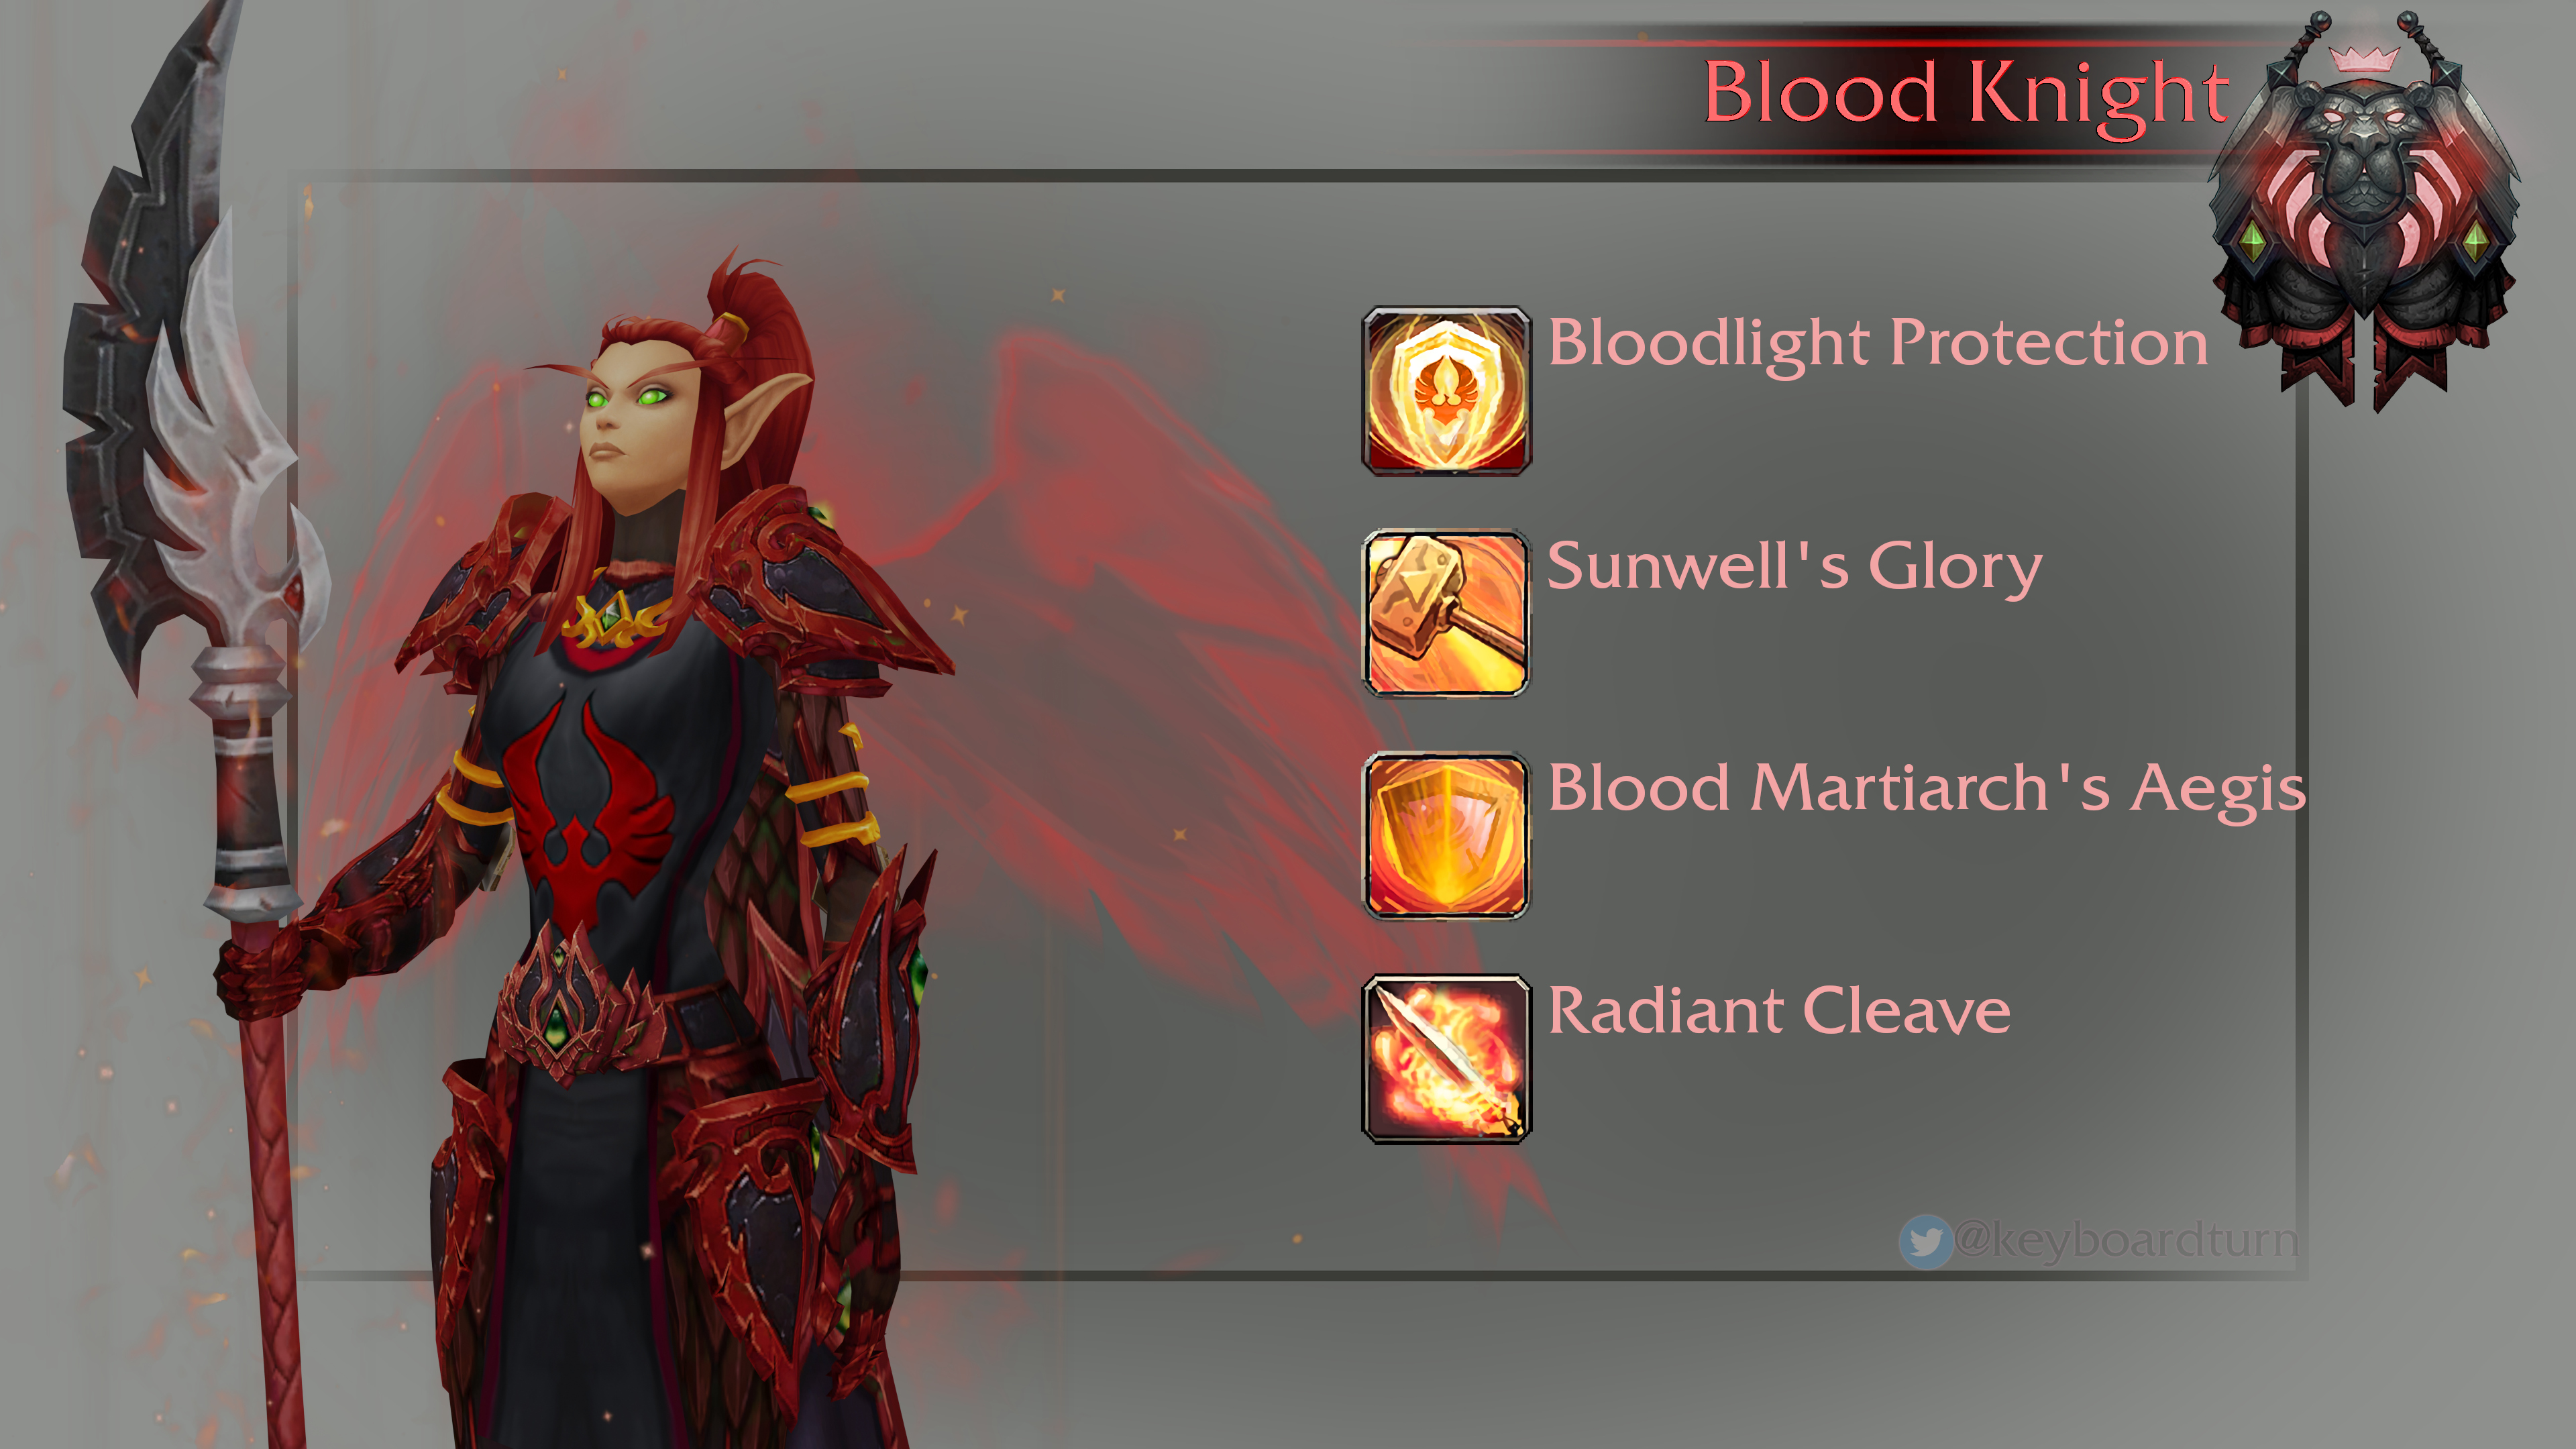 Blood Knight
Bloodlight Protection
Sunwell's Glory
Blood Martiarch's Aegis
Radiant Cleave
@keyboardturn